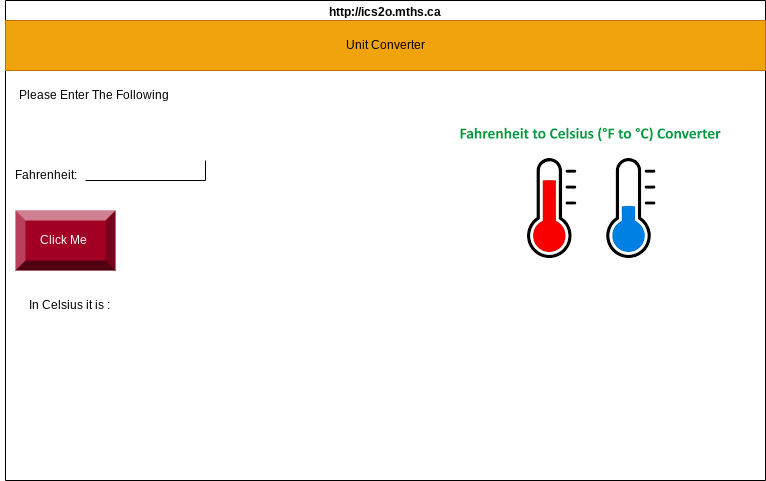 http://ics2o.mths.ca
Unit Converter
Please Enter The Following
Fahrenheit to Celsius (°F to °C) Converter
Fahrenheit:
Click Me
In Celsius it is :